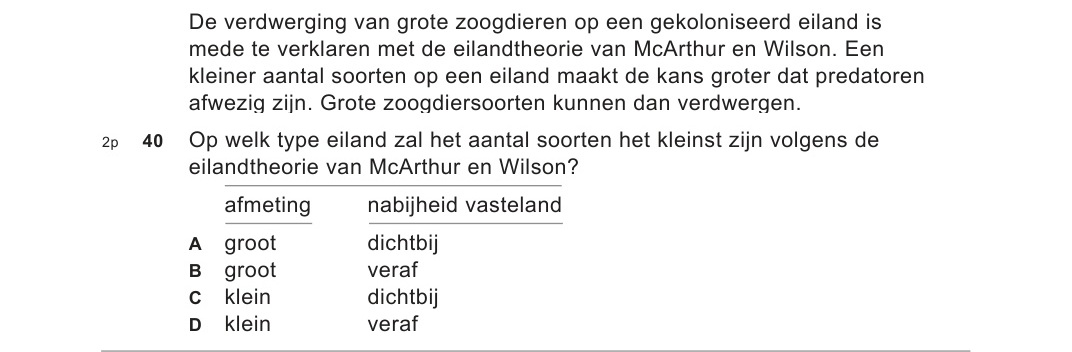 De verdwerging van grote zoogdieren op een gekoloniseerd eiland is
mede te verklaren met de eilandtheorie van McArthur en Wilson. Een
kleiner aantal soorten op een eiland maakt de kans groter dat predatoren
afwezig zijn. Grote zoogdiersoorten kunnen dan verdwergen.
2p 40 Op welk type eiland zal het aantal soorten het kleinst zijn volgens de
eilandtheorie van McArthur en Wilson?
afmeting nabijheid vasteland
A groot dichtbij
B groot veraf
C klein dichtbij
D klein veraf